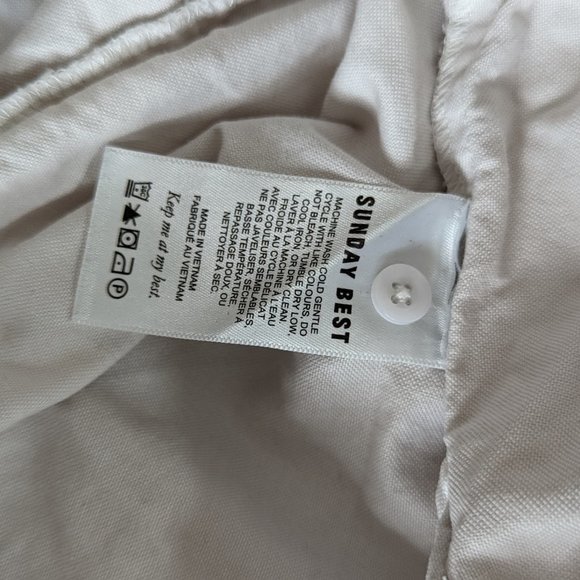 SUNDAY BEST
MACHINE WASH COLD GENTLE
CYCLE WITH LIKE COLOURS, DO
NOT BLEACH, TUMBLE DRY LOW,
COOL IRON, OR DRY CLEAN
LAVER À LA MACHINE À L'EAU
FROIDE AU CYCLE DÉLICAT
AVEC COULEURS SEMBLABLES,
NE PAS JAVELISER, SÉCHER À
BASSE TEMPÉRATURE,
REPASSAGE DOUX OU
NETTOYER À SEC
MADE IN VIETNAM
FABRIQUÉ AU VIETNAM
Keep me at my best.
P